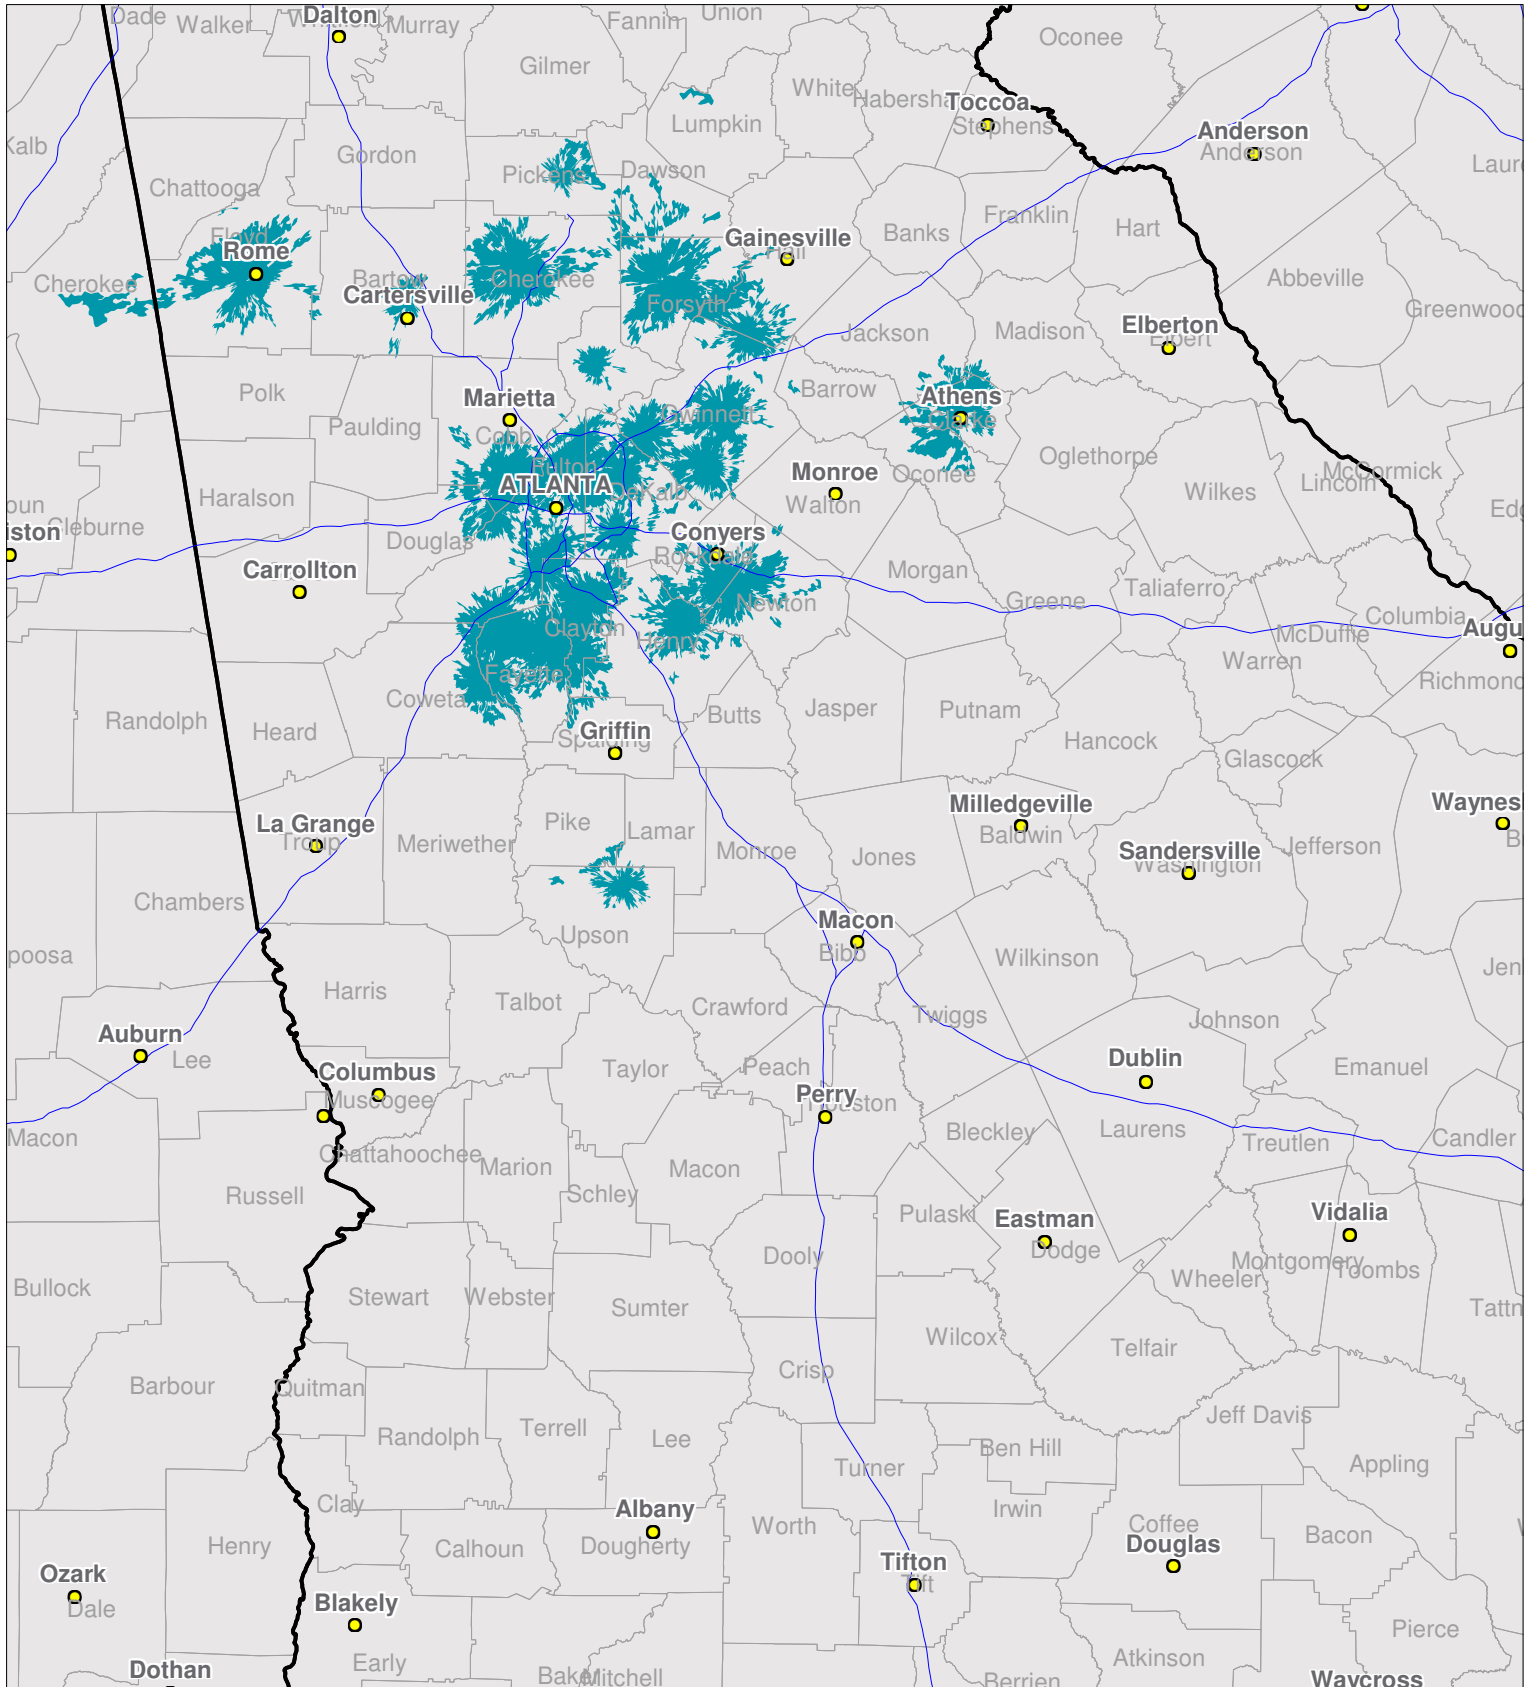 Dade
Walker
Dalton
Whitfield
Murray
Fannin
Union
Oconee
Gilmer
White
Habersha
Toccoa
Stephens
Lumpkin
Anderson
Anderson
Kalb
Gordon
Chattooga
Pickens
Dawson
Laure
Floyd
Rome
Gainesville
Hall
Banks
Franklin
Hart
Cherokee
Bartow
Cartersville
Cherokee
Forsyth
Abbeville
Greenwood
Jackson
Madison
Elberton
Elbert
Polk
Marietta
Cobb
Paulding
Gwinnett
Barrow
Athens
Clarke
Oconee
Oglethorpe
Fulton
ATLANTA
DeKalb
Monroe
Walton
Wilkes
Lincoln
McCormick
Haralson
oun
Cleburne
iston
Edg
Douglas
Conyers
Rockdale
Carrollton
Newton
Morgan
Greene
Taliaferro
Columbia
McDuffie
Augu
Richmond
Warren
Clayton
Henry
Fayette
Coweta
Randolph
Heard
Butts
Jasper
Putnam
Hancock
Glascock
Griffin
Spalding
La Grange
Troup
Meriwether
Pike
Lamar
Monroe
Jones
Milledgeville
Baldwin
Sandersville
Washington
Jefferson
Waynesl
B
Chambers
Upson
Macon
Bibb
Wilkinson
poosa
Jen
Harris
Talbot
Crawford
Twiggs
Johnson
Auburn
Lee
Columbus
Muscogee
Taylor
Peach
Perry
Houston
Dublin
Emanuel
Macon
Chattahoochee
Marion
Macon
Bleckley
Laurens
Treutlen
Candler
Russell
Schley
Pulaski
Eastman
Dodge
Vidalia
Montgomery
Toombs
Wheeler
Dooly
Bullock
Stewart
Webster
Sumter
Tattn
Wilcox
Telfair
Barbour
Quitman
Crisp
Randolph
Terrell
Lee
Jeff Davis
Ben Hill
Appling
Turner
Clay
Albany
Dougherty
Worth
Irwin
Coffee
Douglas
Bacon
Henry
Calhoun
Ozark
Dale
Tifton
Tift
Blakely
Early
Pierce
Atkinson
Dothan
Baker
Mitchell
Berrien
Waycross